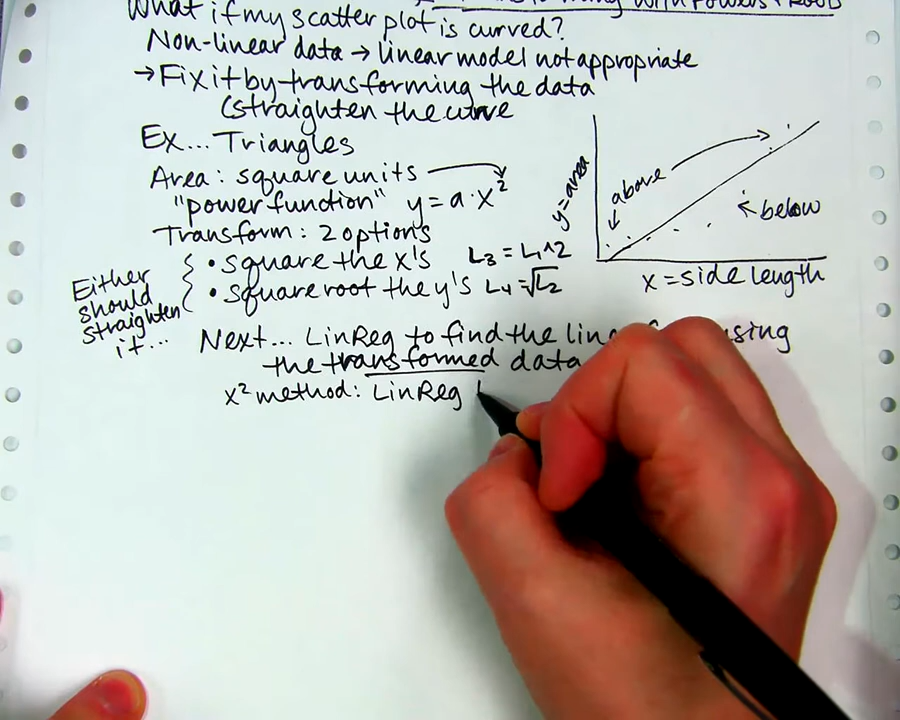 with Powers + Roots
What if my scatter plot is curved?
Non-linear data → linear model not appropriate
→ Fix it by transforming the data
(straighten the curve
Ex... Triangles
Area: square units
"power function" y = a·x²
Transform: 2 options
• square the x's L₃ = L₁^2
• square root the y's L₄ = √L₂
Either
should
straighten
it...
y = area
above
below
x = side length
Next... LinReg to find the line using
the transformed data
x² method: LinReg